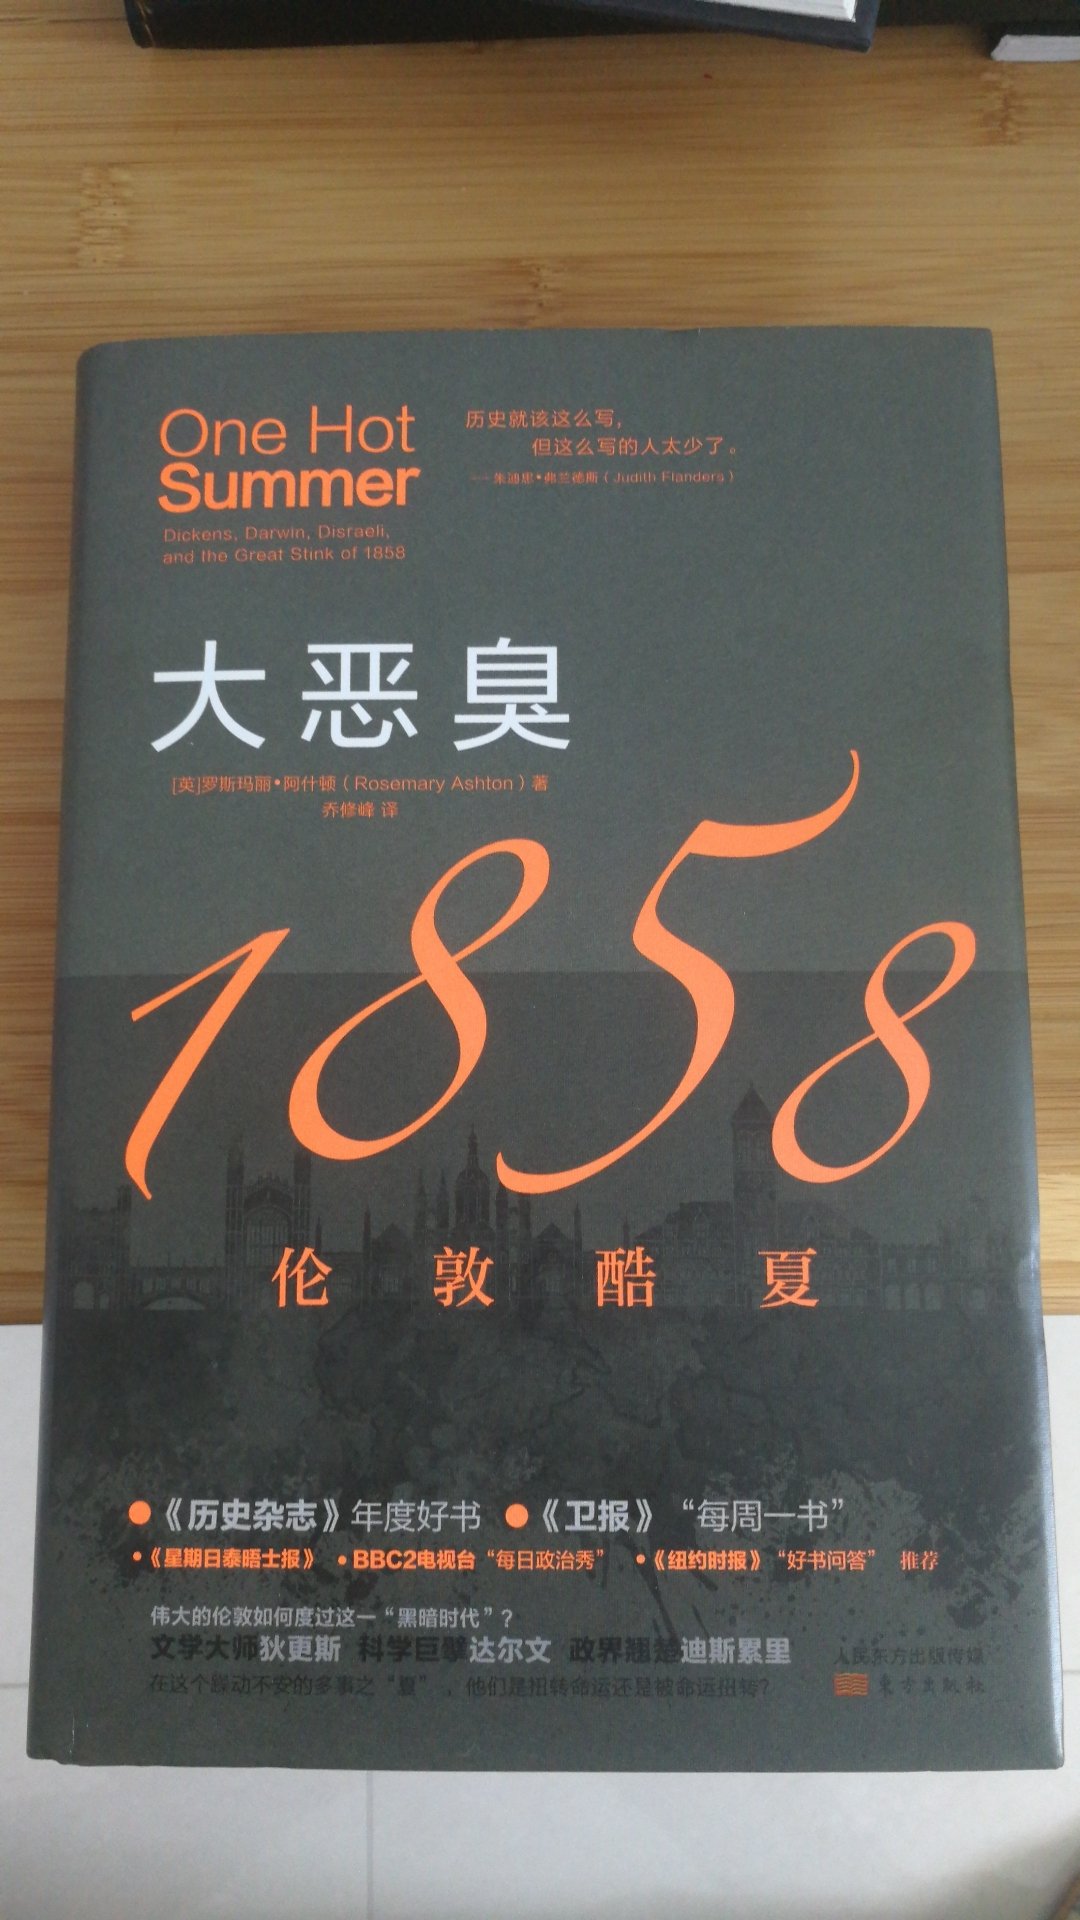 One Hot
Summer
Dickens, Darwin, Disraeli,
and the Great Stink of 1858
历史就该这么写，
但这么写的人太少了。
——朱迪思•弗兰德斯（Judith Flanders）
大恶臭
[英]罗斯玛丽•阿什顿（Rosemary Ashton）著
乔修峰 译
1858
伦敦酷夏
●《历史杂志》年度好书 ●《卫报》“每周一书”
•《星期日泰晤士报》 •BBC2电视台“每日政治秀” •《纽约时报》“好书问答” 推荐
伟大的伦敦如何度过这一“黑暗时代”？
文学大师狄更斯 科学巨擘达尔文 政界翘楚迪斯累里
在这个躁动不安的多事之“夏”，他们是扭转命运还是被命运扭转？
人民东方出版传媒
东方出版社